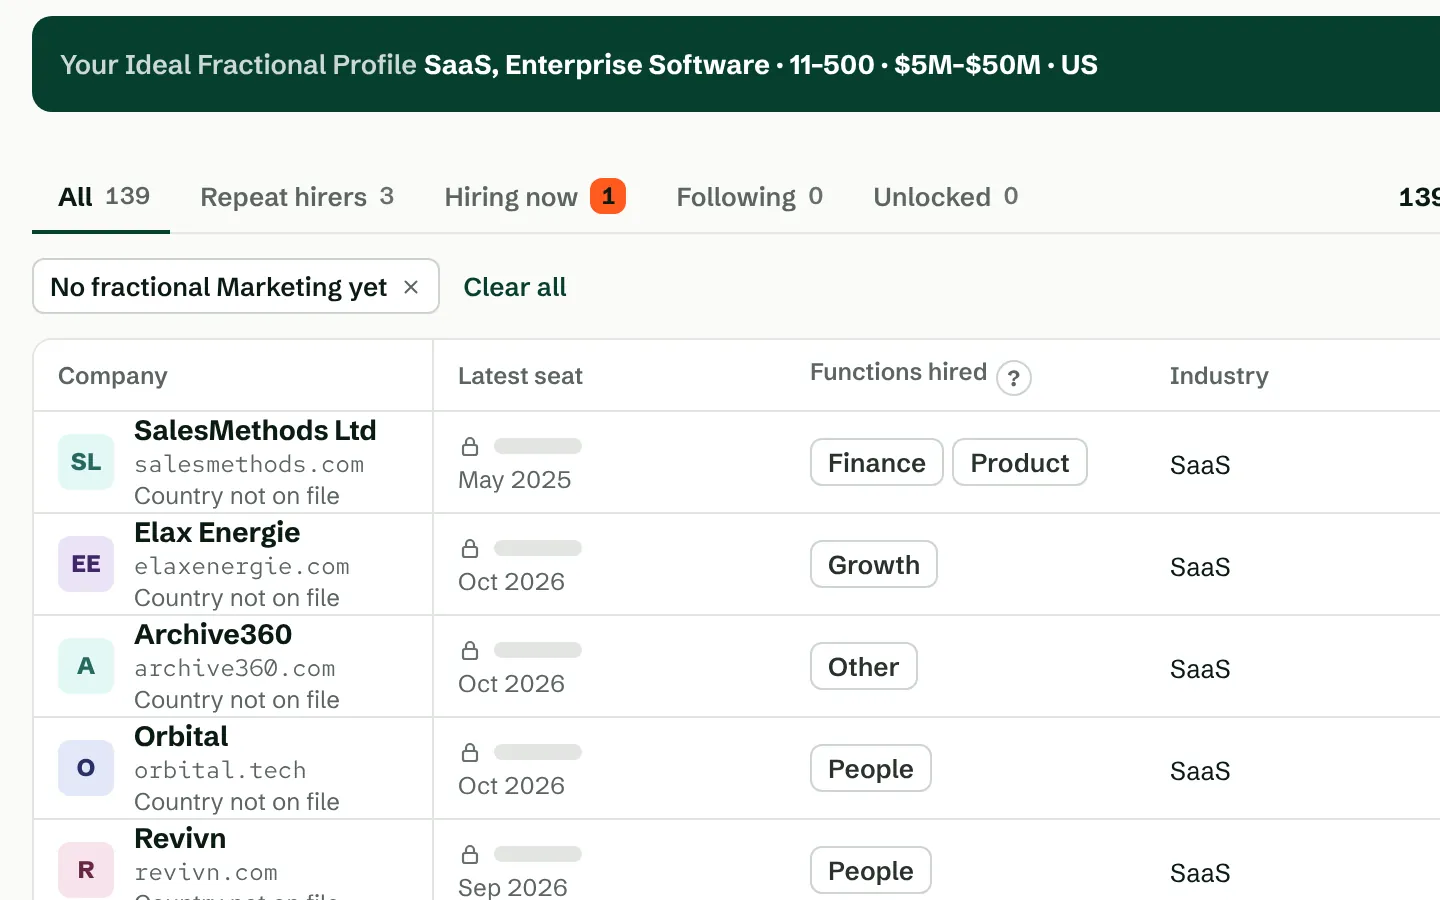 Your Ideal Fractional Profile SaaS, Enterprise Software · 11–500 · $5M–$50M · US
All 139 Repeat hirers 3 Hiring now 1 Following 0 Unlocked 0 139
No fractional Marketing yet × Clear all
Company Latest seat Functions hired ? Industry
SL SalesMethods Ltd
salesmethods.com
Country not on file
May 2025
Finance Product
SaaS
EE Elax Energie
elaxenergie.com
Country not on file
Oct 2026
Growth
SaaS
A Archive360
archive360.com
Country not on file
Oct 2026
Other
SaaS
O Orbital
orbital.tech
Country not on file
Oct 2026
People
SaaS
R Revivn
revivn.com
Sep 2026
People
SaaS